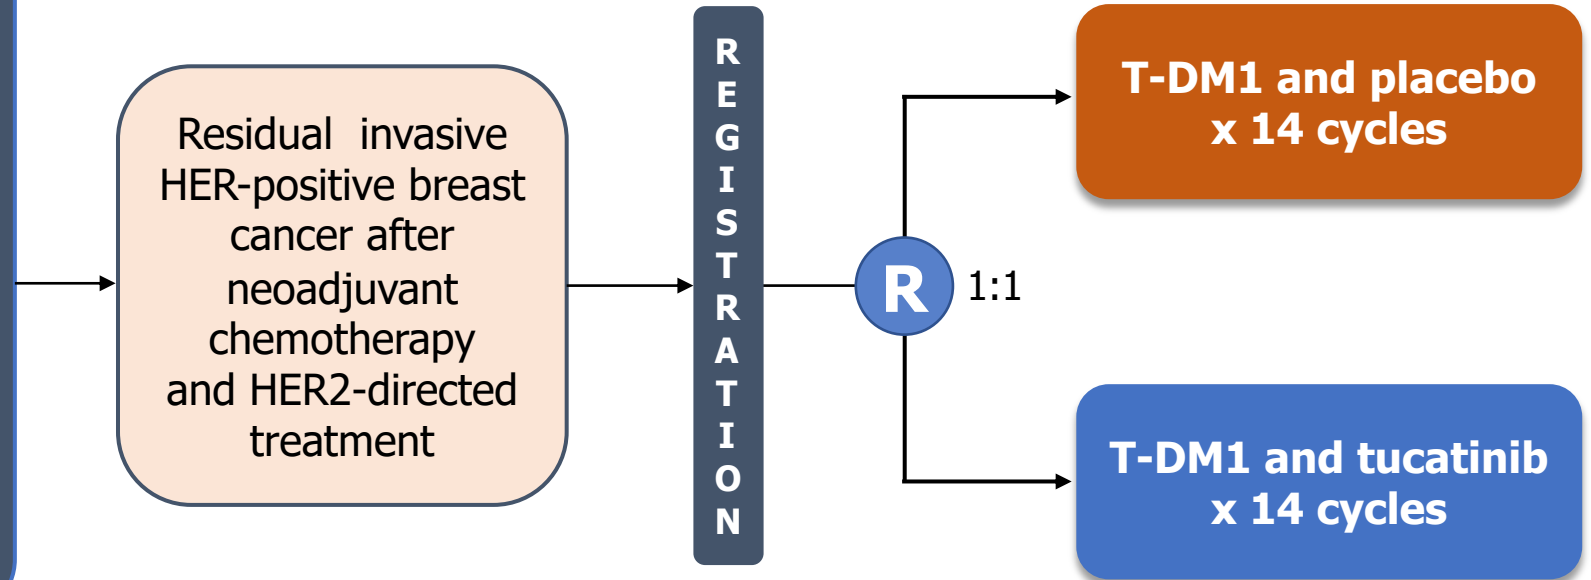 Residual invasive
HER-positive breast
cancer after
neoadjuvant
chemotherapy
and HER2-directed
treatment
REGISTRATION
R
1:1
T-DM1 and placebo
x 14 cycles
T-DM1 and tucatinib
x 14 cycles